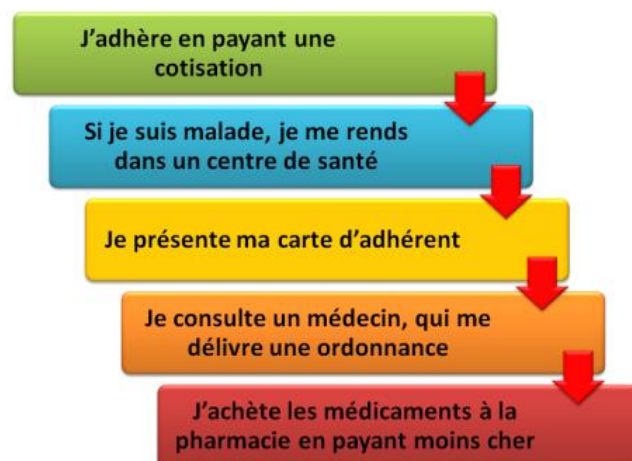 J'adhère en payant une
cotisation
Si je suis malade, je me rends
dans un centre de santé
Je présente ma carte d'adhérent
Je consulte un médecin, qui me
délivre une ordonnance
J'achète les médicaments à la
pharmacie en payant moins cher